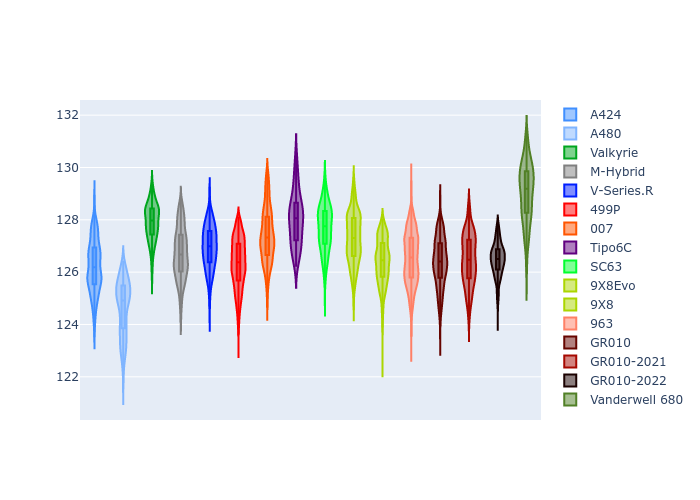 132
130
128
126
124
122
A424
A480
Valkyrie
M-Hybrid
V-Series.R
499P
007
Tipo6C
SC63
9X8Evo
9X8
963
GR010
GR010-2021
GR010-2022
Vanderwell 680